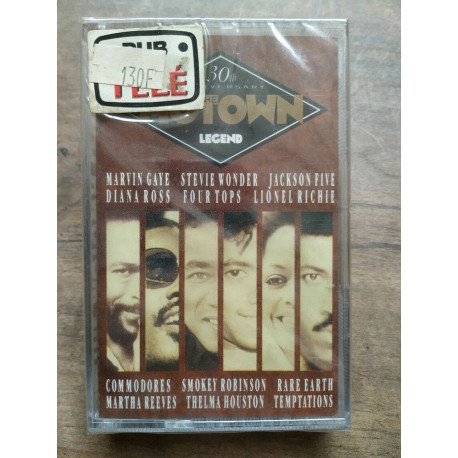 PUB
130F
TÉLÉ
30th
THE
TOWN
LEGEND
MARVIN GAYE STEVIE WONDER JACKSON FIVE
DIANA ROSS FOUR TOPS LIONEL RICHIE
COMMODORES SMOKEY ROBINSON RARE EARTH
MARTHA REEVES THELMA HOUSTON TEMPTATIONS